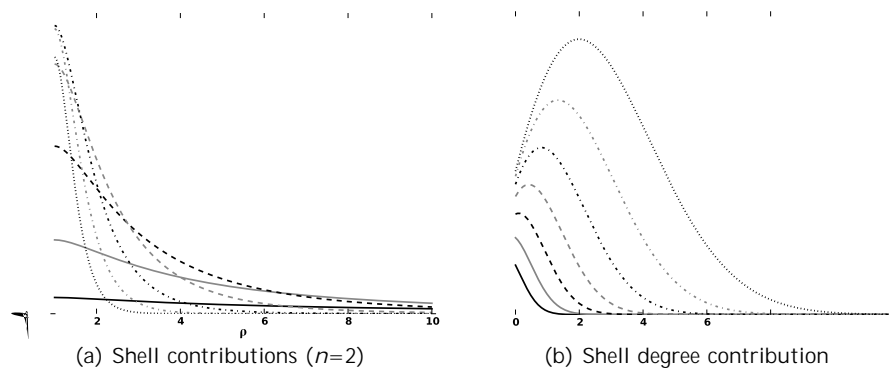 2 4 6 8 10
ρ
0 2 4 6
(a) Shell contributions (n=2)
(b) Shell degree contribution